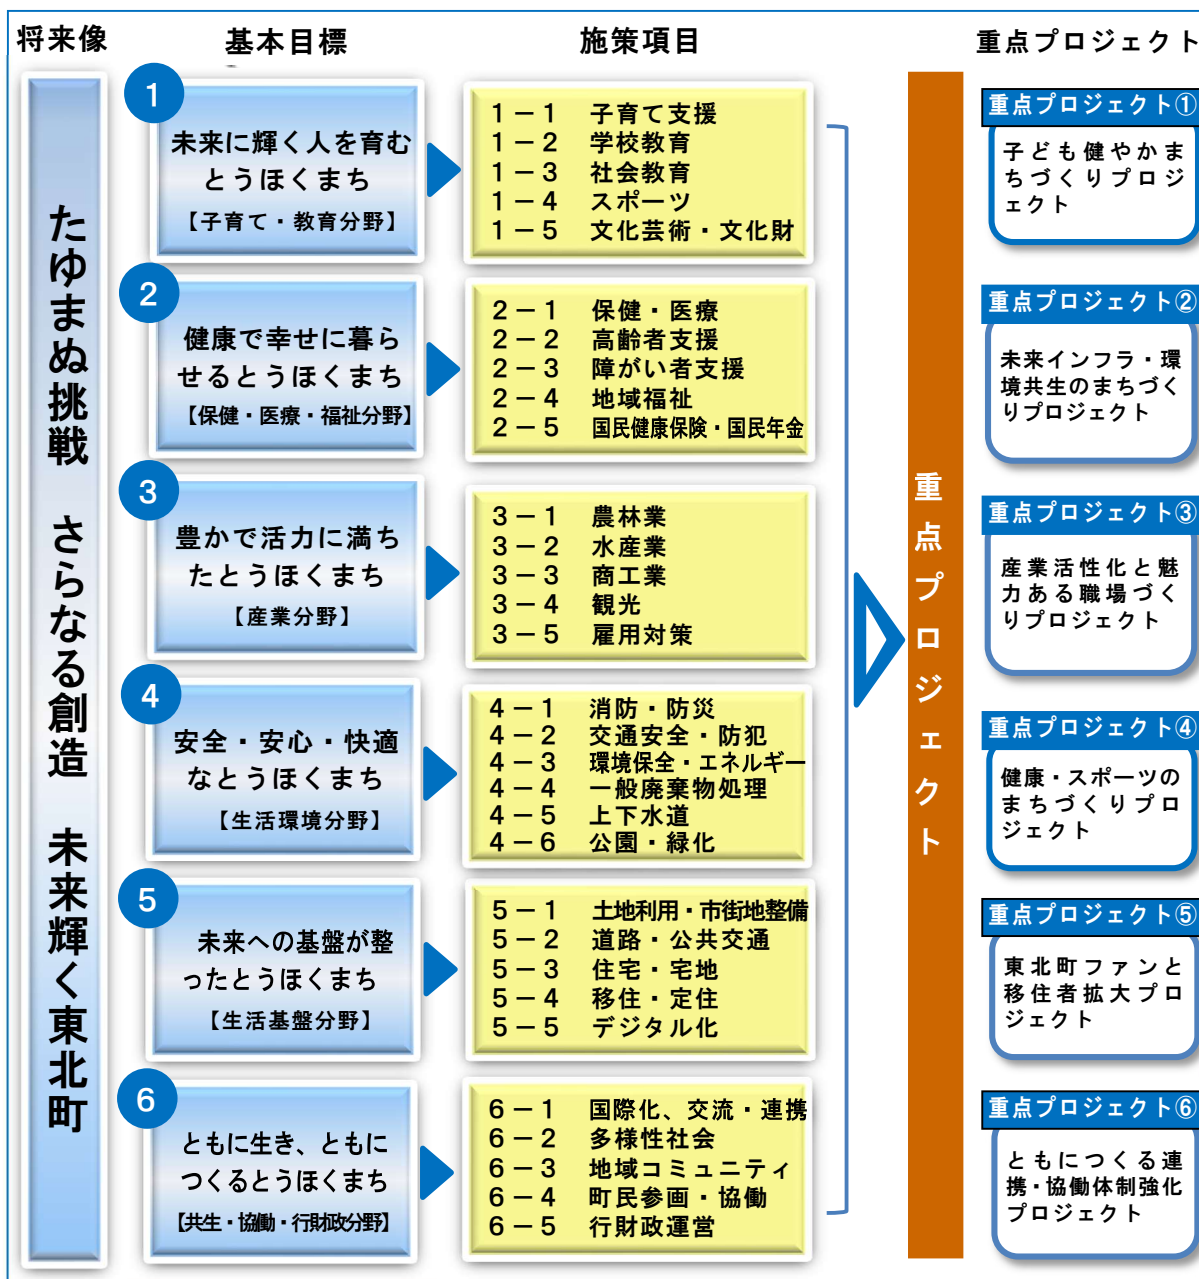 将来像
基本目標
施策項目
重点プロジェクト
たゆまぬ挑戦 さらなる創造 未来輝く東北町
1
未来に輝く人を育む
とうほくまち
【子育て・教育分野】
1－1 子育て支援
1－2 学校教育
1－3 社会教育
1－4 スポーツ
1－5 文化芸術・文化財
2
健康で幸せに暮ら
せるとうほくまち
【保健・医療・福祉分野】
2－1 保健・医療
2－2 高齢者支援
2－3 障がい者支援
2－4 地域福祉
2－5 国民健康保険・国民年金
3
豊かで活力に満ち
たとうほくまち
【産業分野】
3－1 農林業
3－2 水産業
3－3 商工業
3－4 観光
3－5 雇用対策
4
安全・安心・快適
なとうほくまち
【生活環境分野】
4－1 消防・防災
4－2 交通安全・防犯
4－3 環境保全・エネルギー
4－4 一般廃棄物処理
4－5 上下水道
4－6 公園・緑化
5
未来への基盤が整
ったとうほくまち
【生活基盤分野】
5－1 土地利用・市街地整備
5－2 道路・公共交通
5－3 住宅・宅地
5－4 移住・定住
5－5 デジタル化
6
ともに生き、ともに
つくるとうほくまち
【共生・協働・行財政分野】
6－1 国際化、交流・連携
6－2 多様性社会
6－3 地域コミュニティ
6－4 町民参画・協働
6－5 行財政運営
重点プロジェクト
重点プロジェクト①
子ども健やかま
ちづくりプロジ
ェクト
重点プロジェクト②
未来インフラ・環
境共生のまちづく
りプロジェクト
重点プロジェクト③
産業活性化と魅
力ある職場づく
りプロジェクト
重点プロジェクト④
健康・スポーツの
まちづくりプロ
ジェクト
重点プロジェクト⑤
東北町ファンと
移住者拡大プロ
ジェクト
重点プロジェクト⑥
ともにつくる連
携・協働体制強化
プロジェクト